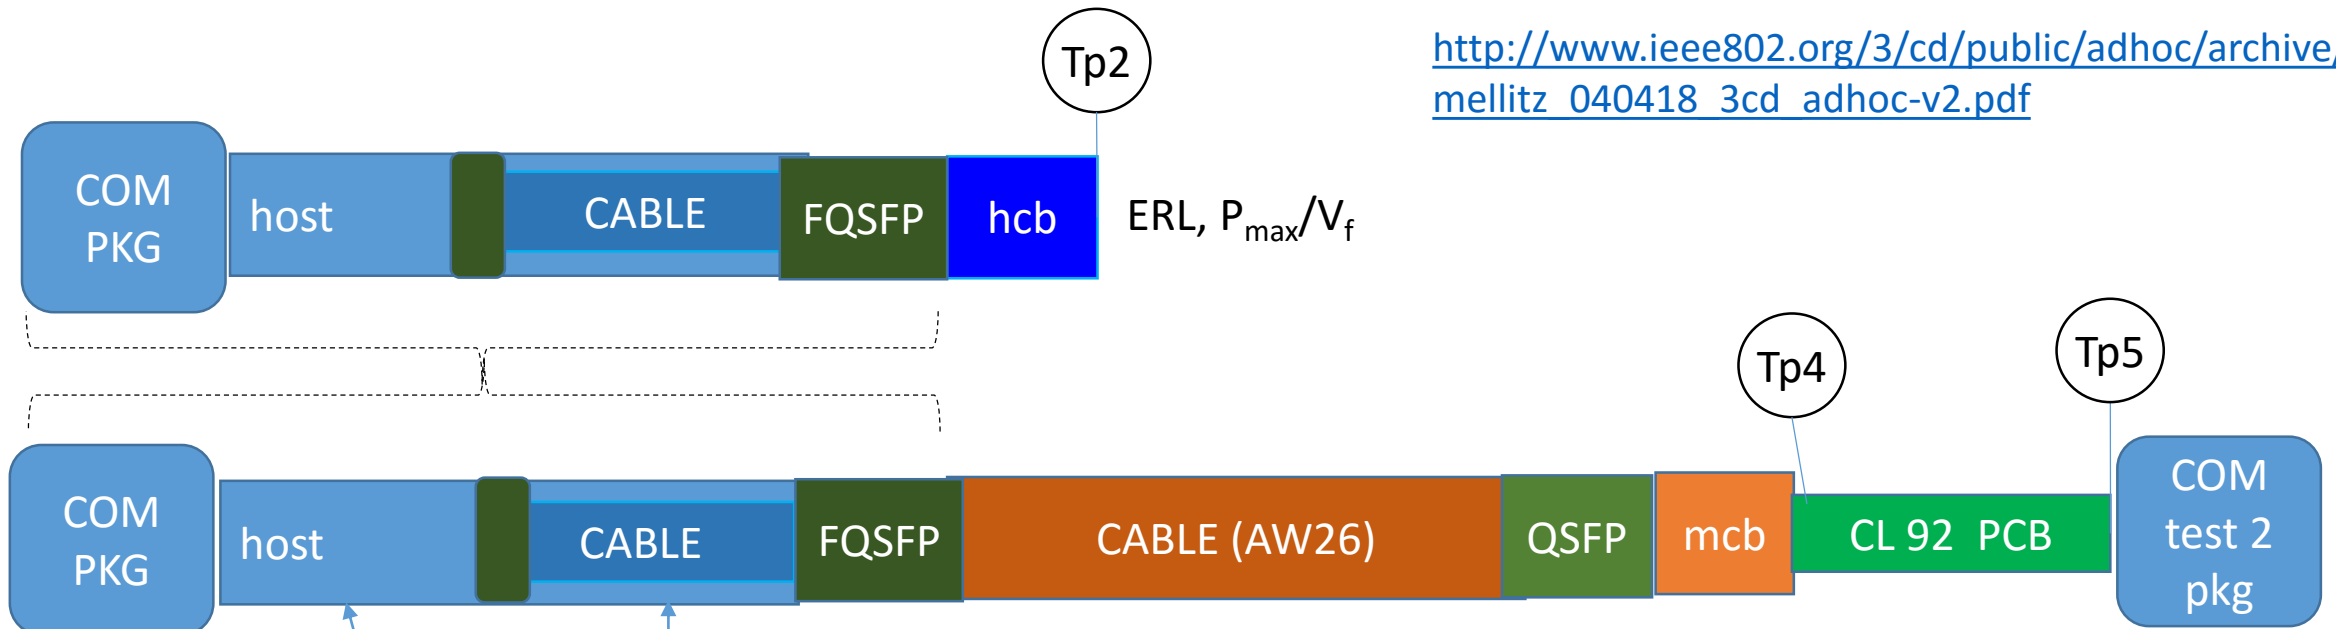 Tp2
http://www.ieee802.org/3/cd/public/adhoc/archive/
mellitz_040418_3cd_adhoc-v2.pdf
COM
PKG
host
CABLE
FQSFP
hcb
ERL, Pmax/Vf
Tp4
Tp5
COM
PKG
host
CABLE
FQSFP
CABLE (AW26)
QSFP
mcb
CL 92 PCB
COM
test 2
pkg